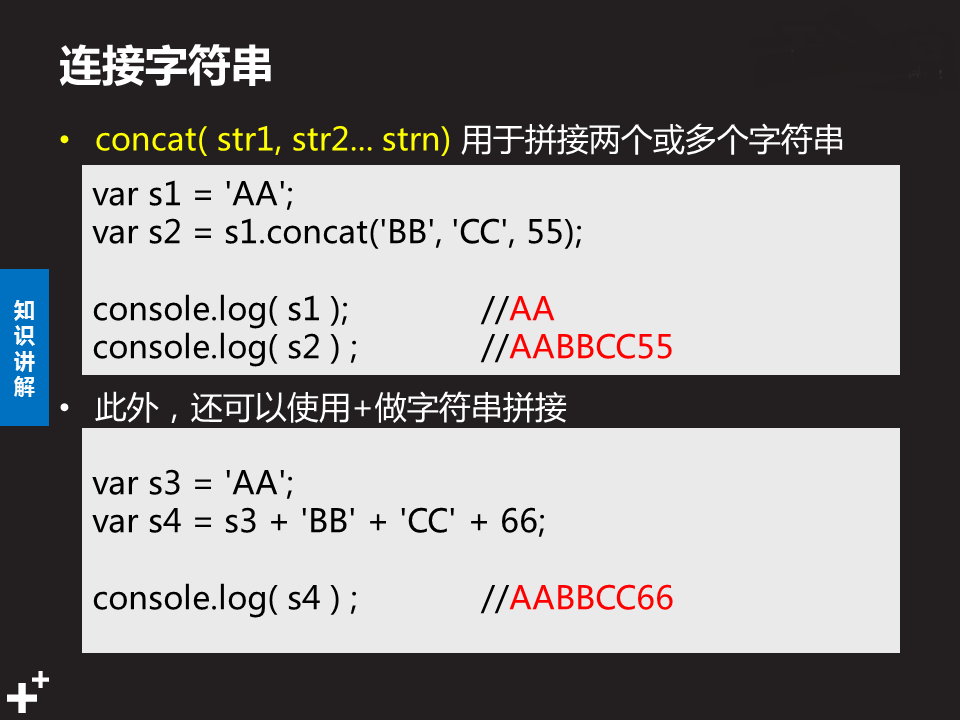 连接字符串
• concat( str1, str2... strn) 用于拼接两个或多个字符串
var s1 = 'AA';
var s2 = s1.concat('BB', 'CC', 55);
console.log( s1 ); //AA
console.log( s2 ) ; //AABBCC55
知识讲解
• 此外，还可以使用+做字符串拼接
var s3 = 'AA';
var s4 = s3 + 'BB' + 'CC' + 66;
console.log( s4 ) ; //AABBCC66